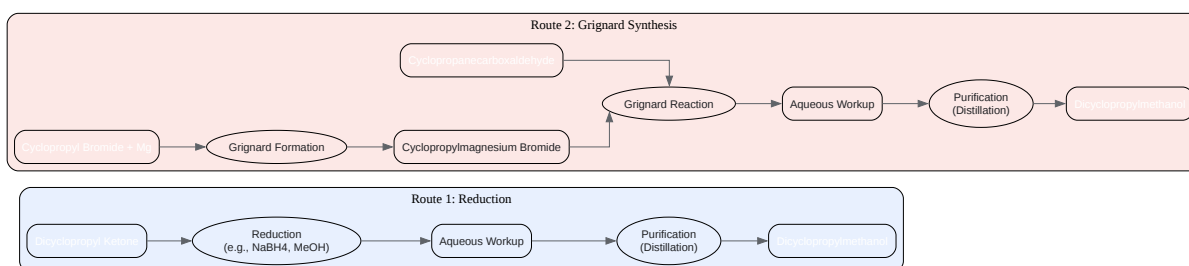 Route 2: Grignard Synthesis
Cyclopropanecarboxaldehyde
Grignard Reaction
Aqueous Workup
Purification
(Distillation)
Dicyclopropylmethanol
Cyclopropyl Bromide + Mg
Grignard Formation
Cyclopropylmagnesium Bromide
Route 1: Reduction
Dicyclopropyl Ketone
Reduction
(e.g., NaBH4, MeOH)
Aqueous Workup
Purification
(Distillation)
Dicyclopropylmethanol